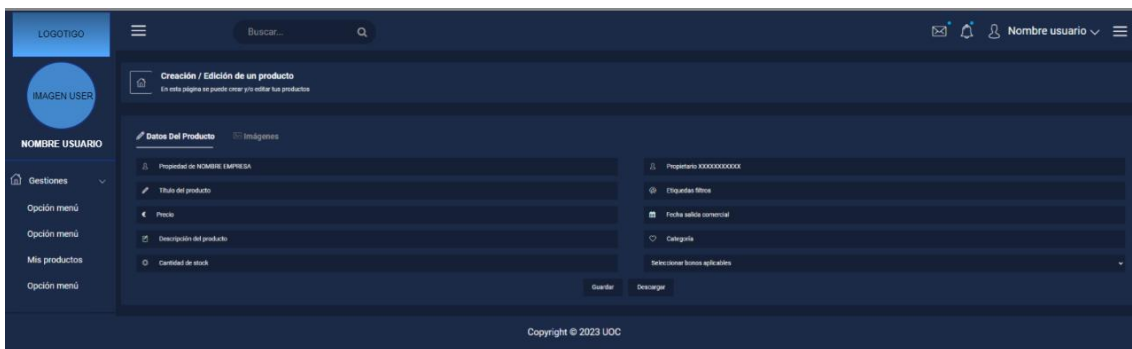 LOGOTIGO
Buscar...
Nombre usuario
IMAGEN USER
NOMBRE USUARIO
Gestiones
Opción menú
Opción menú
Mis productos
Opción menú
Creación / Edición de un producto
En esta página se puede crear y/o editar tus productos
Datos Del Producto Imágenes
Propiedad de NOMBRE EMPRESA Propietario XXXXXXXXXXX
Título del producto Etiquedas filtros
Precio Fecha salida comercial
Descripción del producto Categoría
Cantidad de stock Seleccionar bonos aplicables
Guardar Descargar
Copyright © 2023 UOC